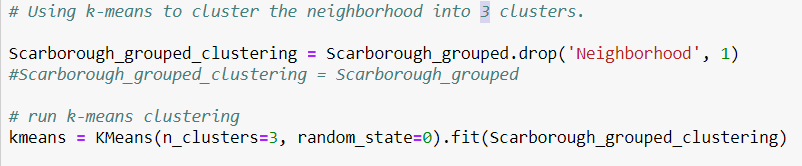 # Using k-means to cluster the neighborhood into 3 clusters.
Scarborough_grouped_clustering = Scarborough_grouped.drop('Neighborhood', 1)
#Scarborough_grouped_clustering = Scarborough_grouped
# run k-means clustering
kmeans = KMeans(n_clusters=3, random_state=0).fit(Scarborough_grouped_clustering)